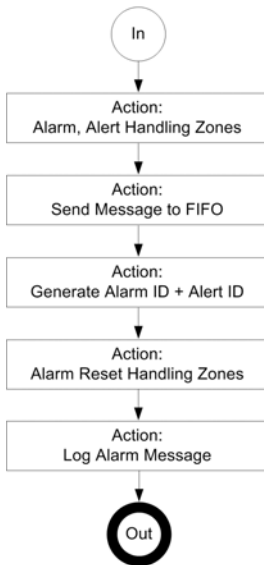 In
Action:
Alarm, Alert Handling Zones
Action:
Send Message to FIFO
Action:
Generate Alarm ID + Alert ID
Action:
Alarm Reset Handling Zones
Action:
Log Alarm Message
Out